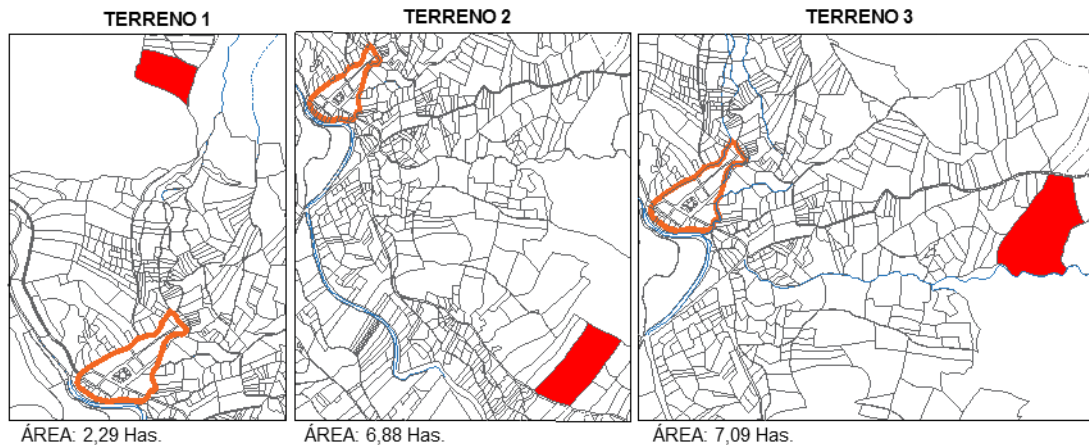 TERRENO 1
TERRENO 2
TERRENO 3
ÁREA: 2,29 Has.
ÁREA: 6,88 Has.
ÁREA: 7,09 Has.